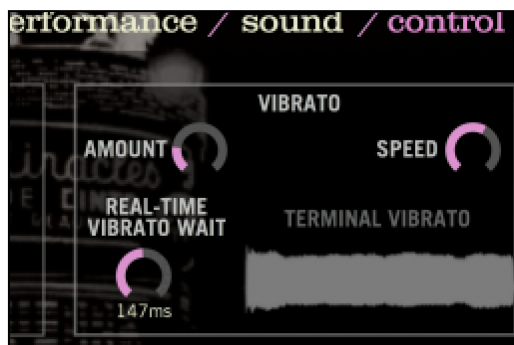 erformance / sound / control
VIBRATO
AMOUNT
SPEED
REAL-TIME
VIBRATO WAIT
TERMINAL VIBRATO
147ms